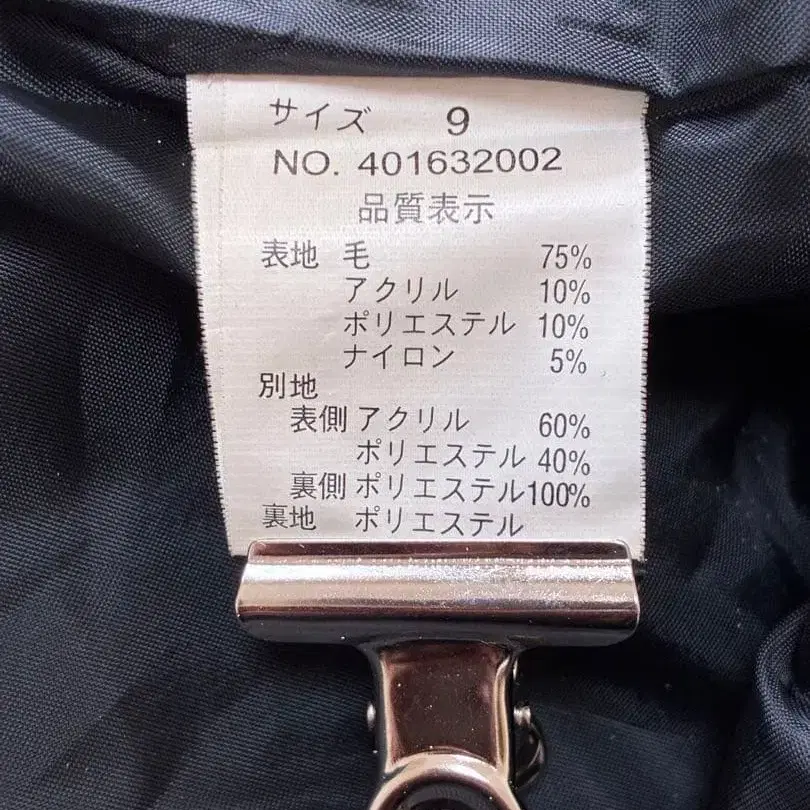 サイズ 9
NO. 401632002
品質表示
表地 毛 75%
アクリル 10%
ポリエステル 10%
ナイロン 5%
別地
表側 アクリル 60%
ポリエステル 40%
裏側 ポリエステル100%
裏地 ポリエステル